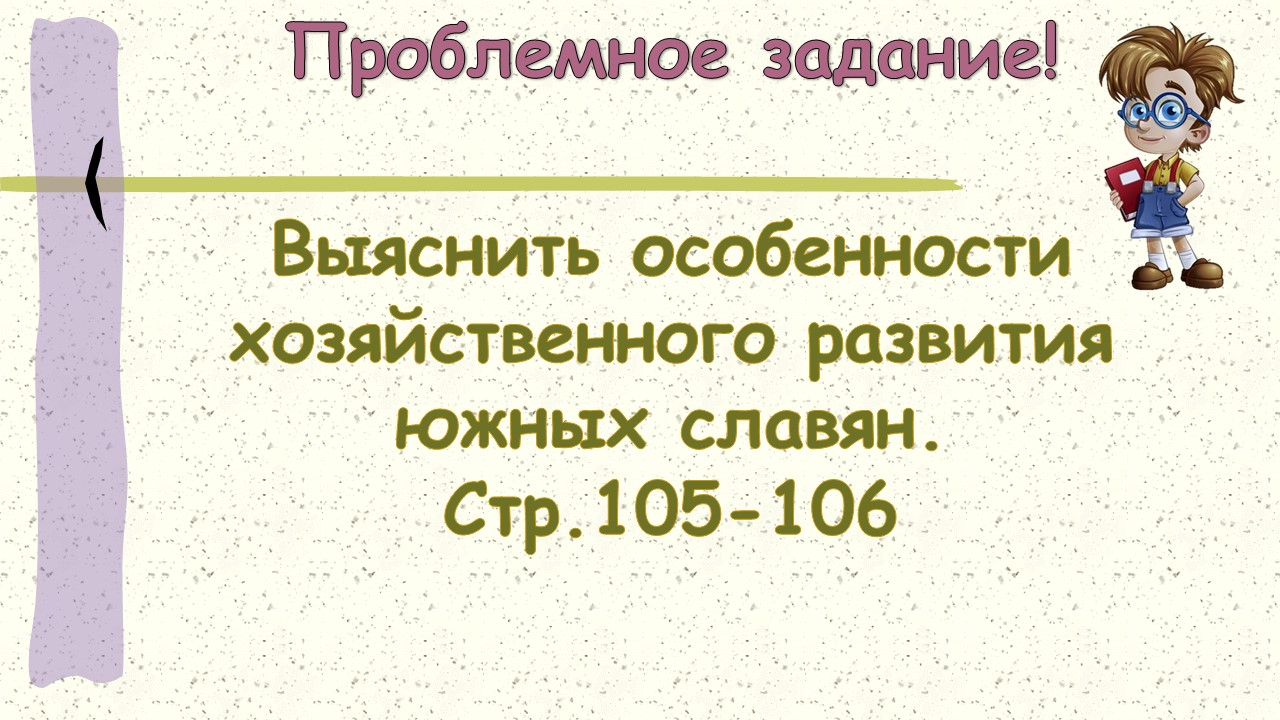 Проблемное задание!
Выяснить особенности
хозяйственного развития
южных славян.
Стр.105-106